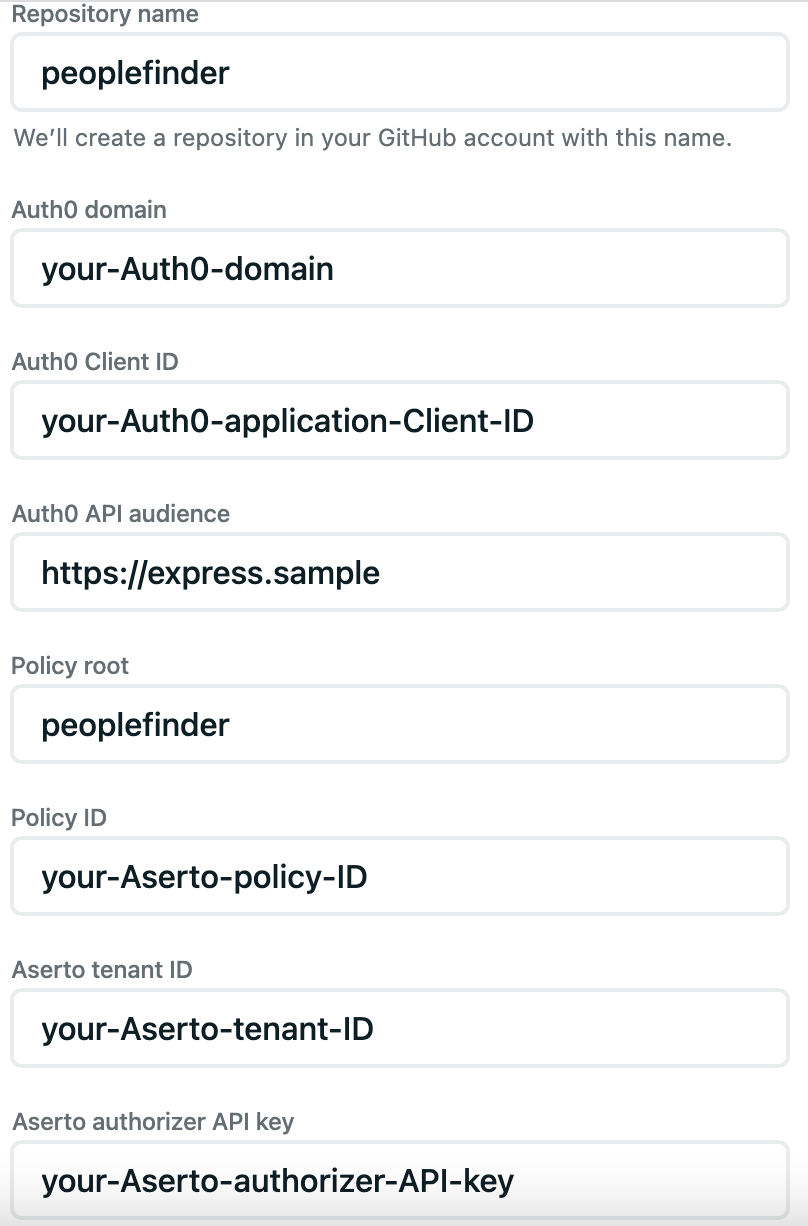 Repository name
peoplefinder
We’ll create a repository in your GitHub account with this name.
Auth0 domain
your-Auth0-domain
Auth0 Client ID
your-Auth0-application-Client-ID
Auth0 API audience
https://express.sample
Policy root
peoplefinder
Policy ID
your-Aserto-policy-ID
Aserto tenant ID
your-Aserto-tenant-ID
Aserto authorizer API key
your-Aserto-authorizer-API-key